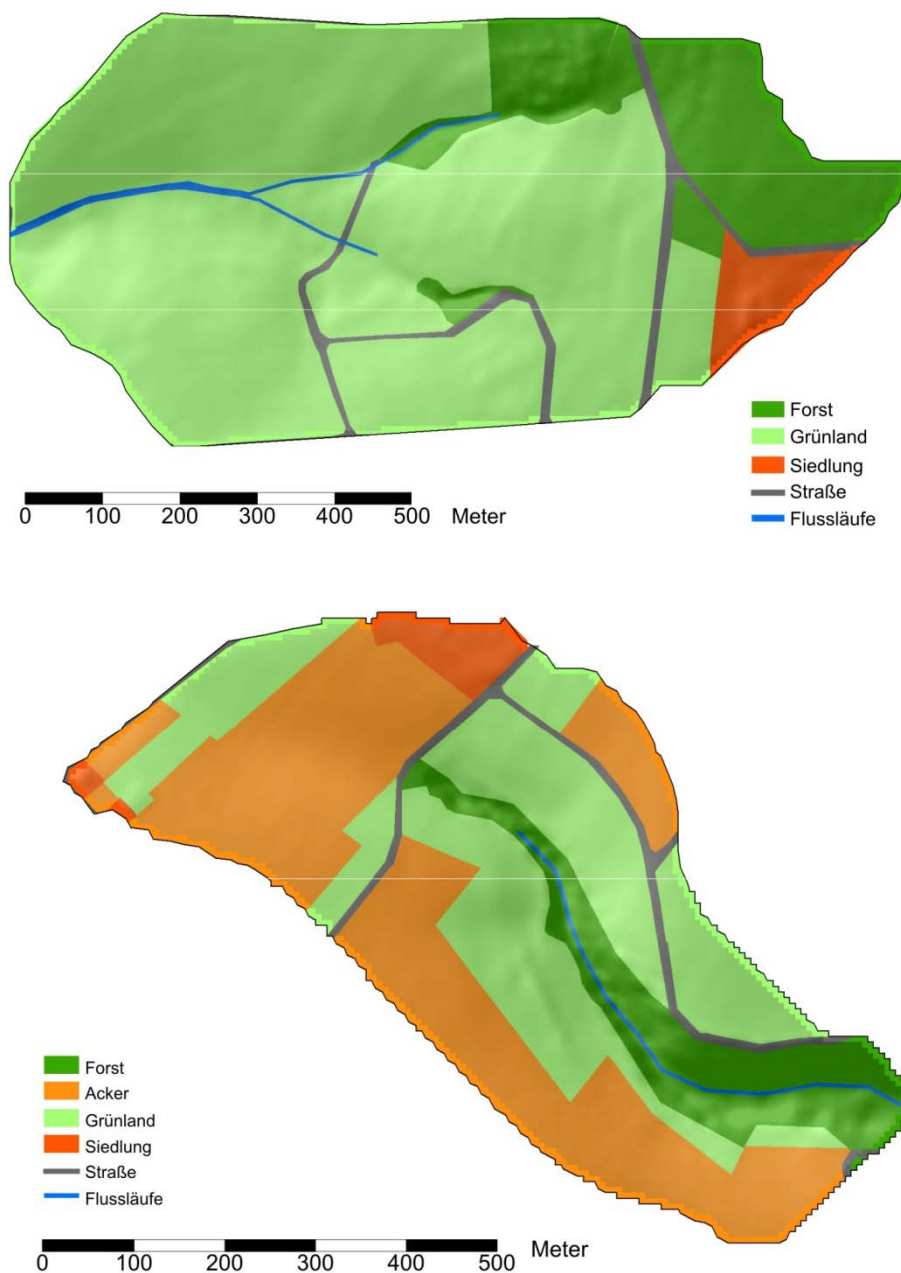 Forst
Grünland
Siedlung
Straße
Flussläufe
0 100 200 300 400 500 Meter
Forst
Acker
Grünland
Siedlung
Straße
Flussläufe
0 100 200 300 400 500 Meter